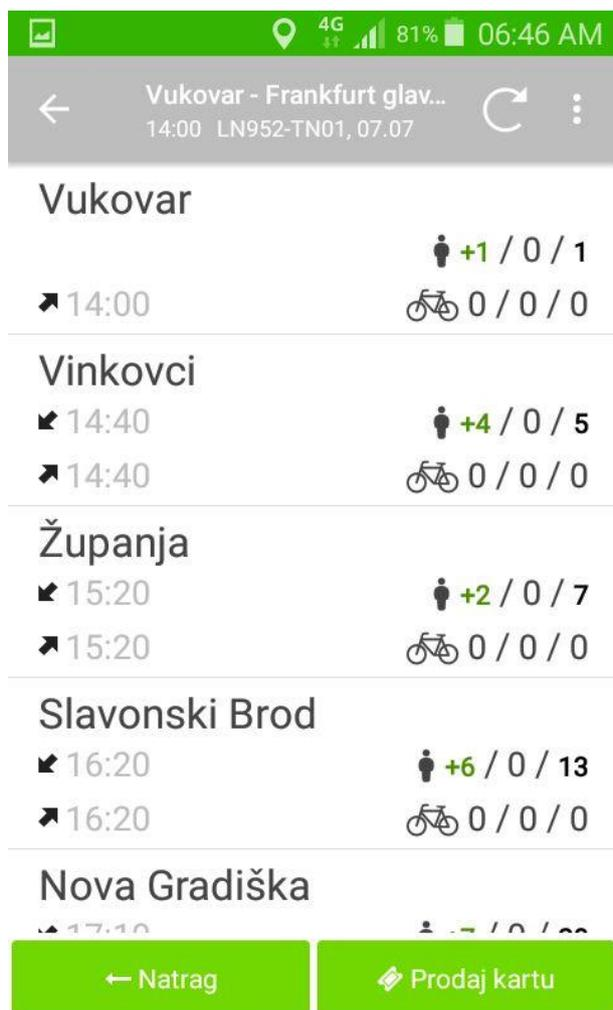 4G 81% 06:46 AM
Vukovar - Frankfurt glav...
14:00 LN952-TN01, 07.07
Vukovar
+1 / 0 / 1
14:00 0 / 0 / 0
Vinkovci
14:40 +4 / 0 / 5
14:40 0 / 0 / 0
Županja
15:20 +2 / 0 / 7
15:20 0 / 0 / 0
Slavonski Brod
16:20 +6 / 0 / 13
16:20 0 / 0 / 0
Nova Gradiška
← Natrag Prodaj kartu